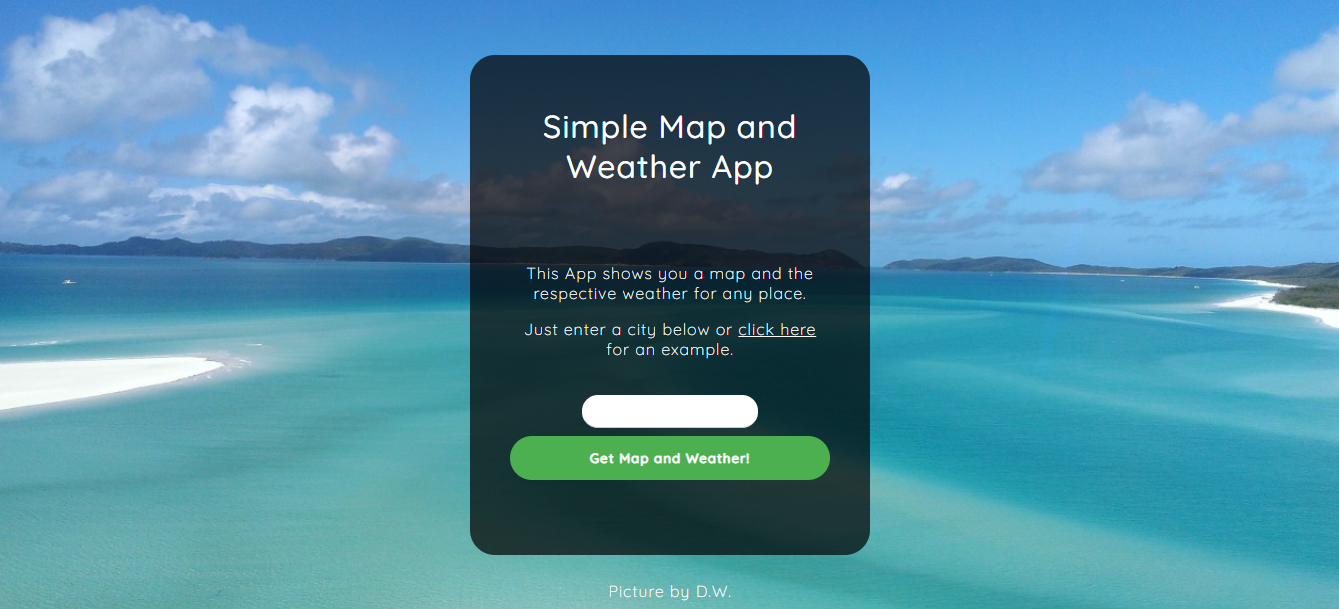 Simple Map and
Weather App
This App shows you a map and the
respective weather for any place.
Just enter a city below or click here
for an example.
Get Map and Weather!
Picture by D.W.